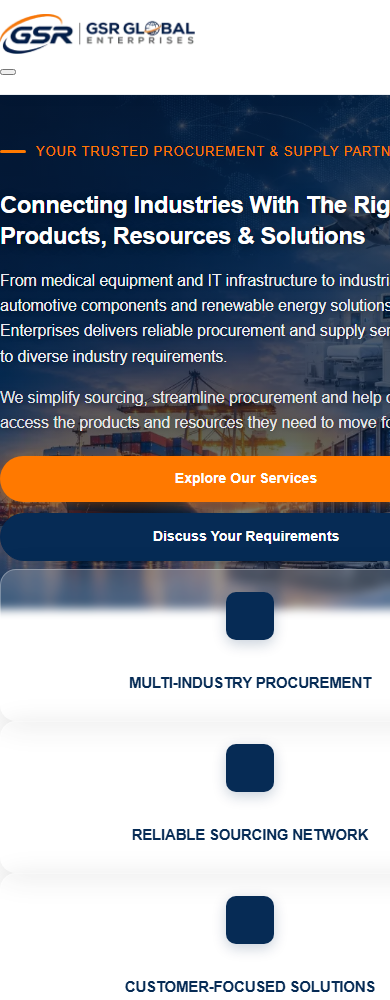 GSR GSR GLOBAL
ENTERPRISES
YOUR TRUSTED PROCUREMENT & SUPPLY PARTN
Connecting Industries With The Rig
Products, Resources & Solutions
From medical equipment and IT infrastructure to industri
automotive components and renewable energy solutions
Enterprises delivers reliable procurement and supply ser
to diverse industry requirements.
We simplify sourcing, streamline procurement and help
access the products and resources they need to move fo
Explore Our Services
Discuss Your Requirements
MULTI-INDUSTRY PROCUREMENT
RELIABLE SOURCING NETWORK
CUSTOMER-FOCUSED SOLUTIONS